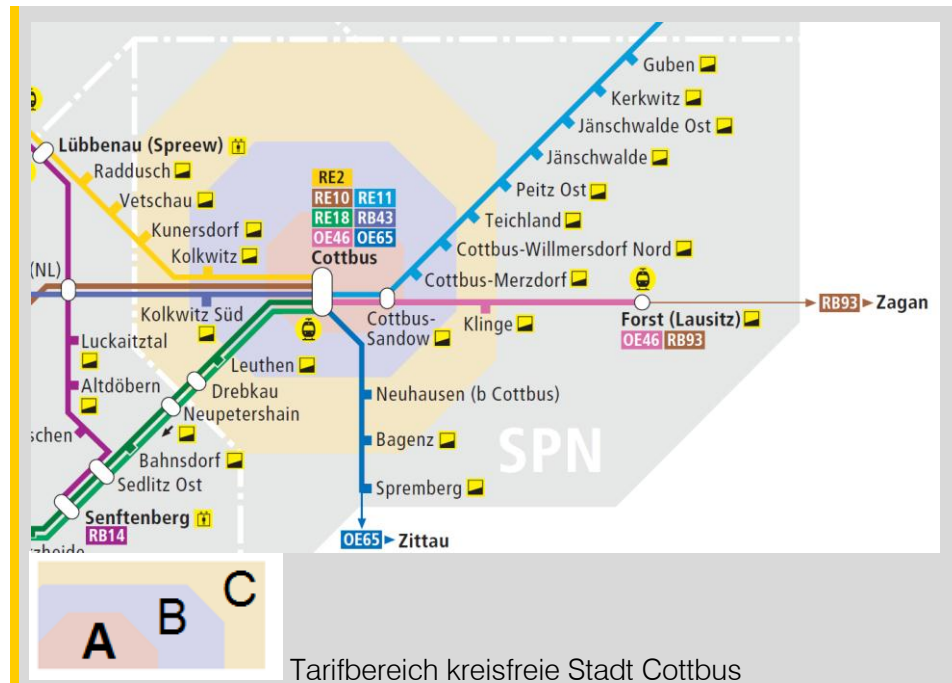 Guben
Kerkwitz
Jänschwalde Ost
Lübbenau (Spreew)
Jänschwalde
Raddusch
RE2
Peitz Ost
Vetschau
RE10 RE11
Teichland
RE18 RB43
Kunersdorf
OE46 OE65
Cottbus-Willmersdorf Nord
Kolkwitz
Cottbus
(NL)
Cottbus-Merzdorf
RB93 Zagan
Kolkwitz Süd
Cottbus-
Sandow
Klinge
Forst (Lausitz)
OE46 RB93
Luckaitztal
Leuthen
Altdöbern
Drebkau
Neuhausen (b Cottbus)
Neupetershain
schen
Bagenz
SPN
Bahnsdorf
Sedlitz Ost
Spremberg
Senftenberg
RB14
OE65 Zittau
A
B
C
Tarifbereich kreisfreie Stadt Cottbus